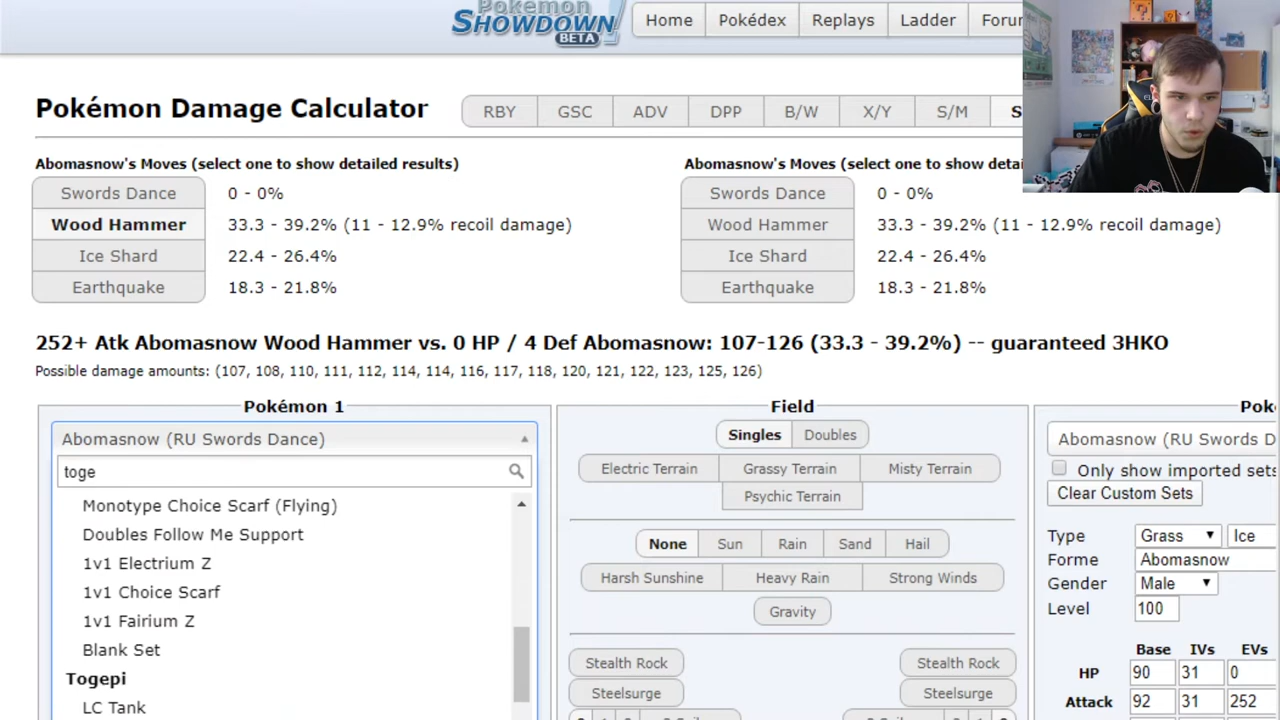 Pokémon
SHOWDOWN
BETA
Home
Pokédex
Replays
Ladder
Forun
Pokémon Damage Calculator
RBY
GSC
ADV
DPP
B/W
X/Y
S/M
S
Abomasnow's Moves (select one to show detailed results)
Swords Dance 0 - 0%
Wood Hammer 33.3 - 39.2% (11 - 12.9% recoil damage)
Ice Shard 22.4 - 26.4%
Earthquake 18.3 - 21.8%
Abomasnow's Moves (select one to show detai
Swords Dance 0 - 0%
Wood Hammer 33.3 - 39.2% (11 - 12.9% recoil damage)
Ice Shard 22.4 - 26.4%
Earthquake 18.3 - 21.8%
252+ Atk Abomasnow Wood Hammer vs. 0 HP / 4 Def Abomasnow: 107-126 (33.3 - 39.2%) -- guaranteed 3HKO
Possible damage amounts: (107, 108, 110, 111, 112, 114, 114, 116, 117, 118, 120, 121, 122, 123, 125, 126)
Pokémon 1
Abomasnow (RU Swords Dance)
toge
Monotype Choice Scarf (Flying)
Doubles Follow Me Support
1v1 Electrium Z
1v1 Choice Scarf
1v1 Fairium Z
Blank Set
Togepi
LC Tank
Field
Singles Doubles
Electric Terrain Grassy Terrain Misty Terrain
Psychic Terrain
None Sun Rain Sand Hail
Harsh Sunshine Heavy Rain Strong Winds
Gravity
Stealth Rock Stealth Rock
Steelsurge Steelsurge
Pok
Abomasnow (RU Swords D
Only show imported sets
Clear Custom Sets
Type Grass Ice
Forme Abomasnow
Gender Male
Level 100
Base IVs EVs
HP 90 31 0
Attack 92 31 252